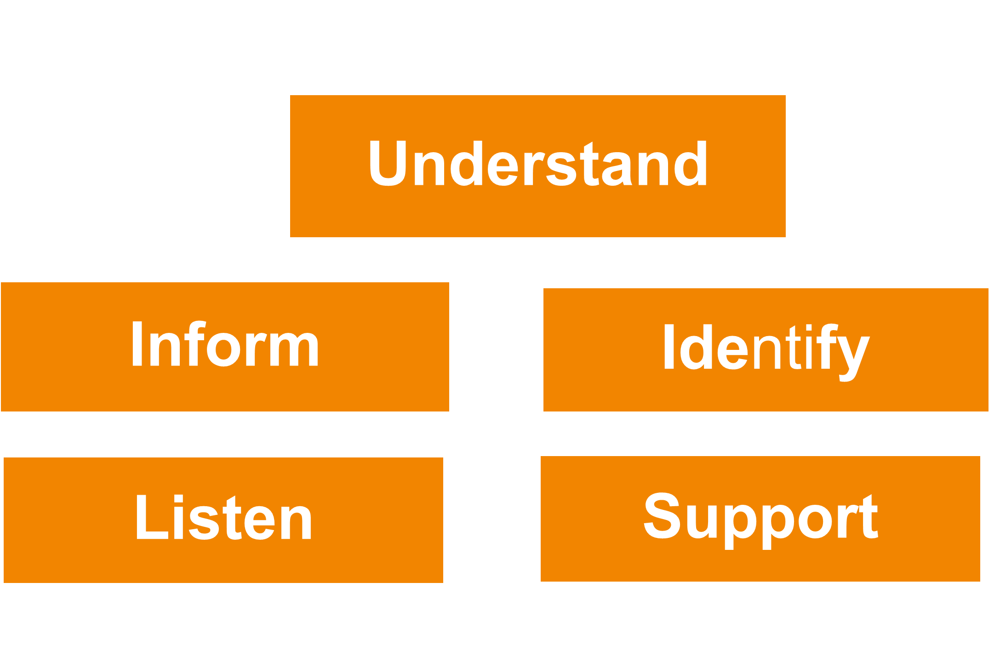 Understand
Inform
Identify
Listen
Support